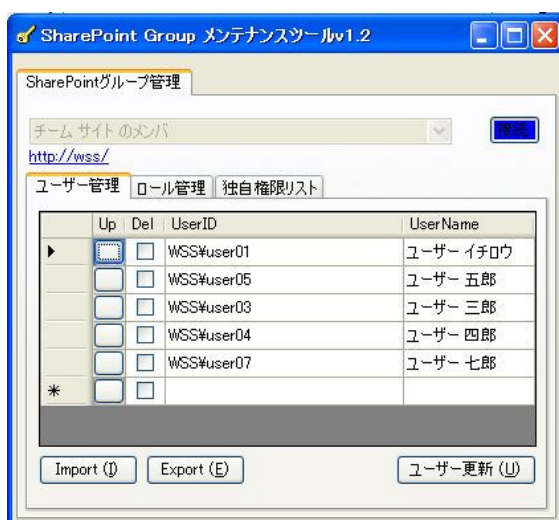 SharePoint Group メンテナンスツールv1.2
SharePointグループ管理
チーム サイト のメンバ
接続
http://wss/
ユーザー管理 ロール管理 独自権限リスト
Up Del UserID UserName
WSS¥user01 ユーザー イチロウ
WSS¥user05 ユーザー 五郎
WSS¥user03 ユーザー 三郎
WSS¥user04 ユーザー 四郎
WSS¥user07 ユーザー 七郎
Import (I) Export (E) ユーザー更新 (U)